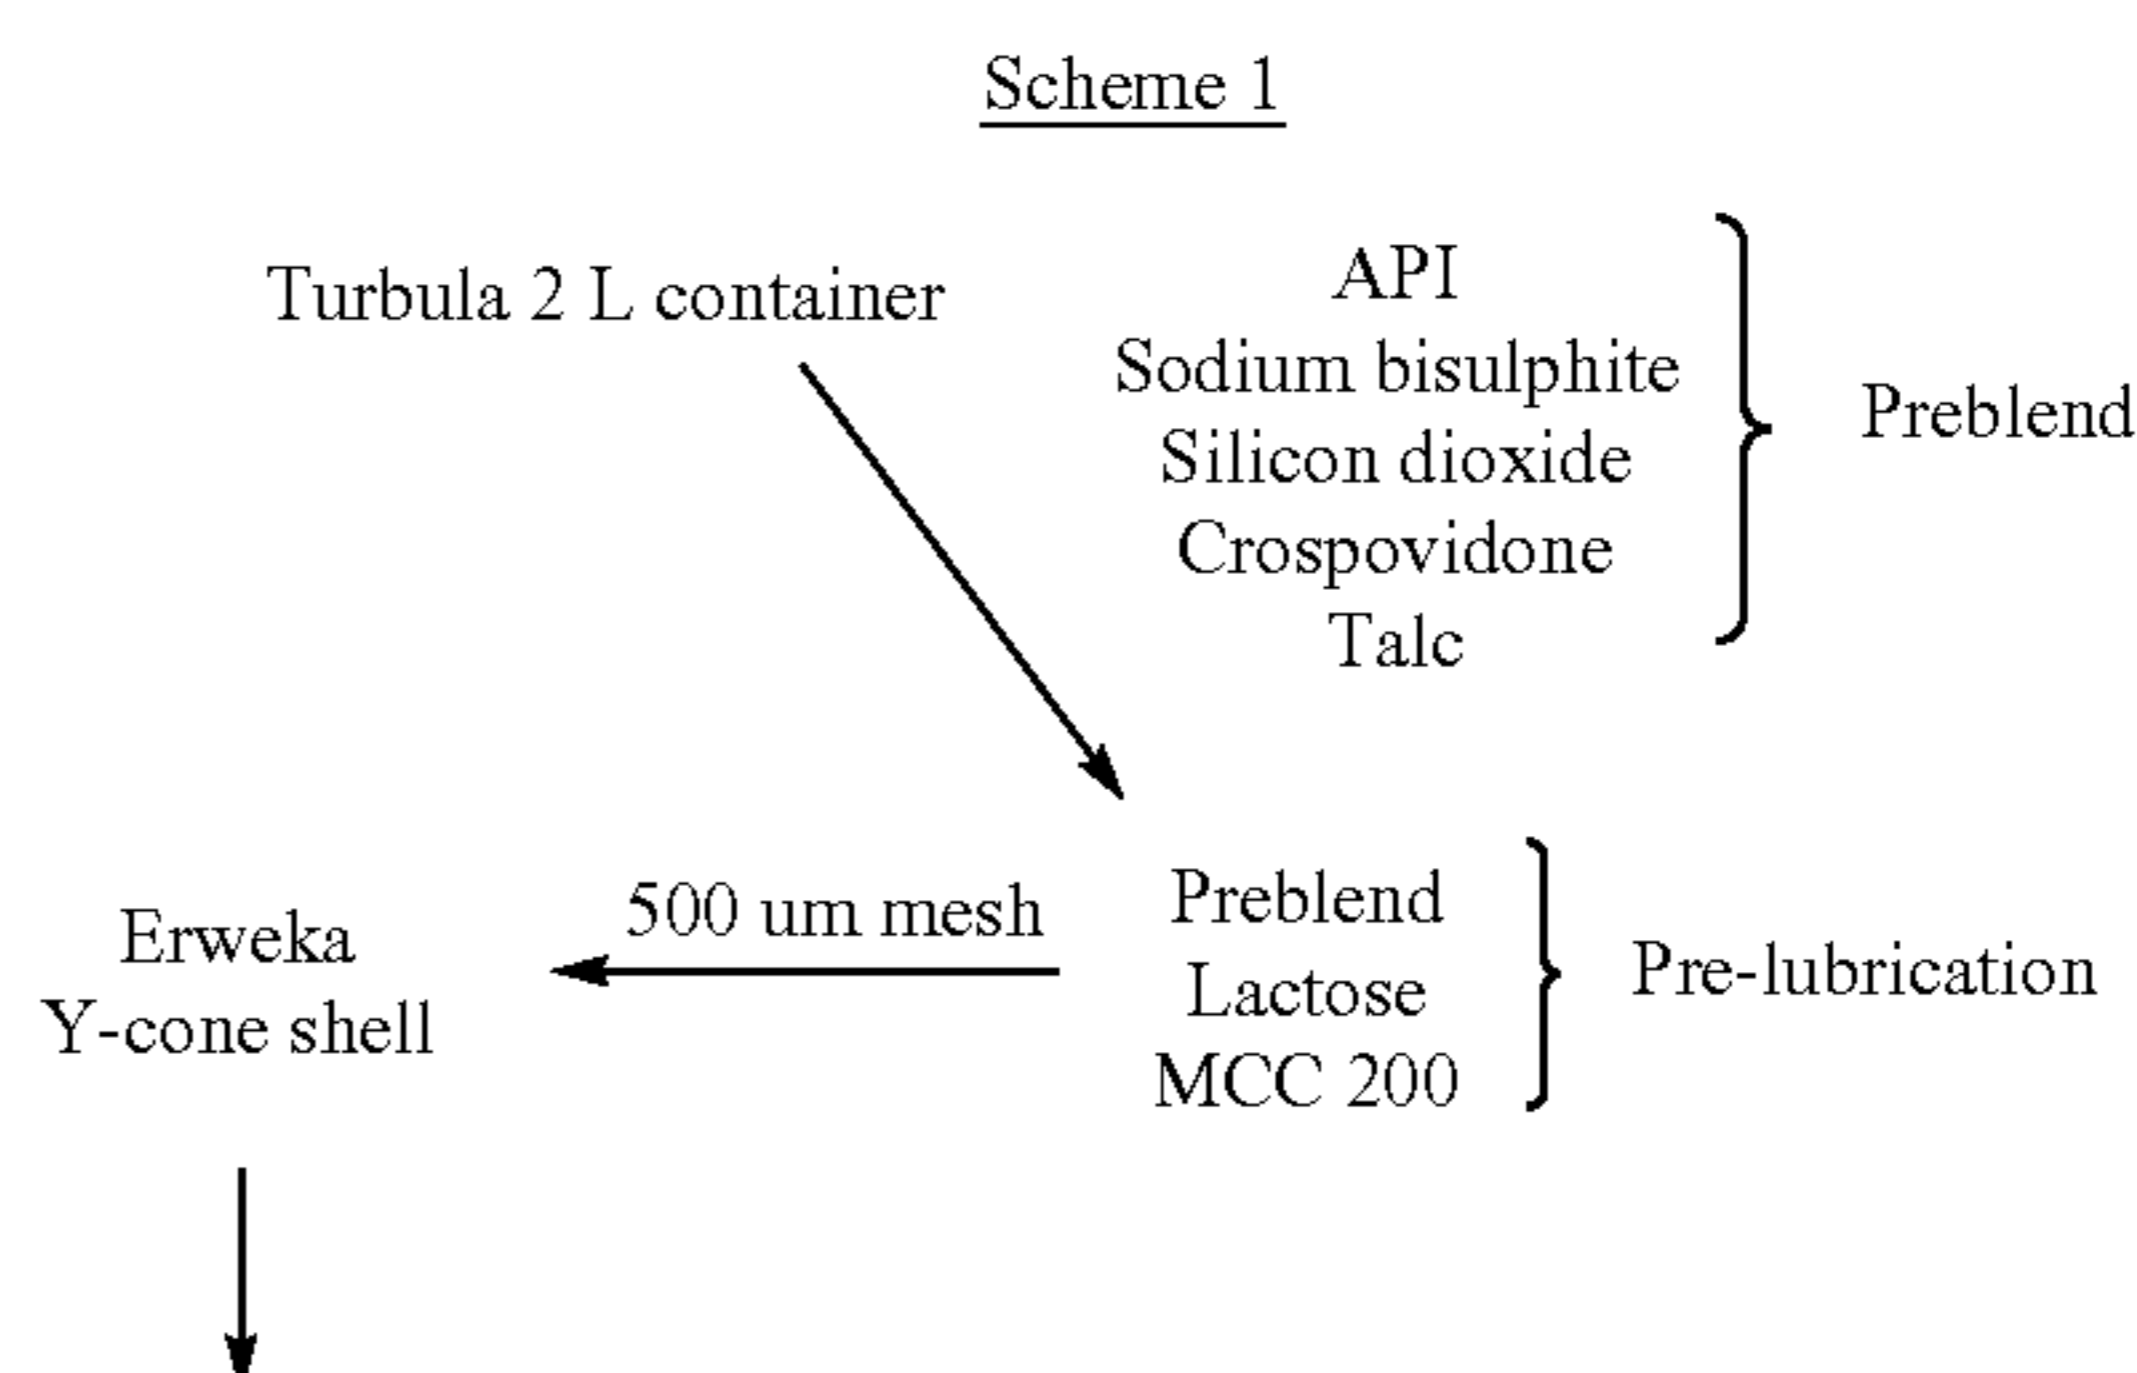 Scheme 1
Turbula 2 L container
API
Sodium bisulphite
Silicon dioxide
Crospovidone
Talc
Preblend
Preblend
Lactose
MCC 200
Pre-lubrication
500 um mesh
Erweka
Y-cone shell